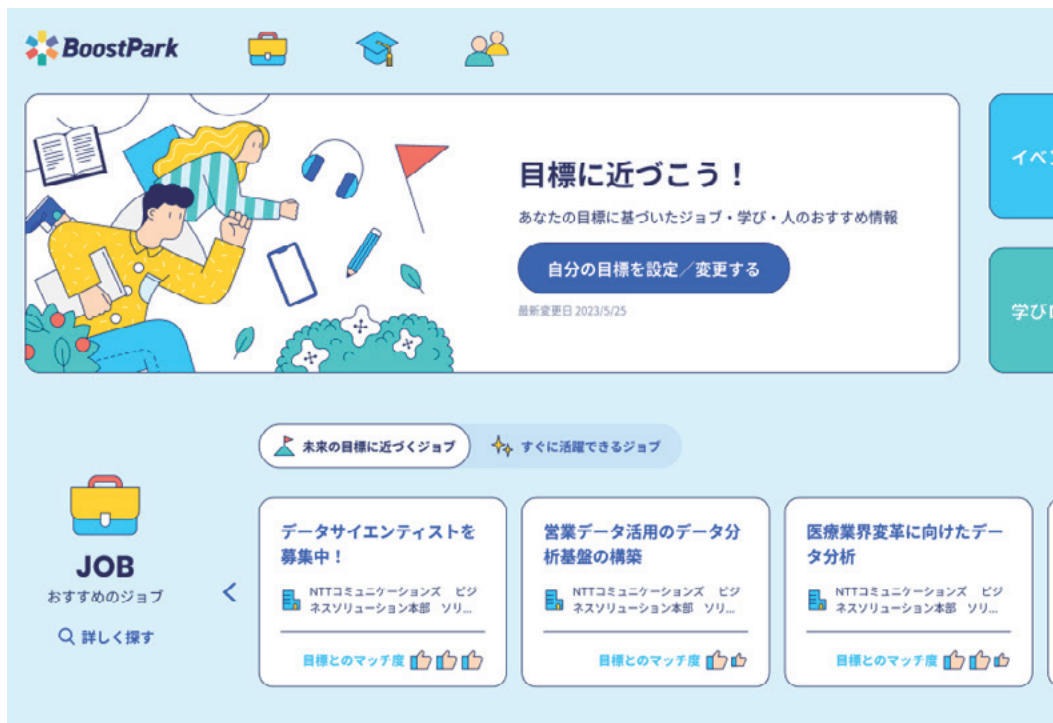 BoostPark
目標に近づこう！
あなたの目標に基づいたジョブ・学び・人のおすすめ情報
自分の目標を設定／変更する
最新変更日 2023/5/25
イベ
学び
未来の目標に近づくジョブ
すぐに活躍できるジョブ
JOB
おすすめのジョブ
詳しく探す
データサイエンティストを
募集中！
NTTコミュニケーションズ　ビジ
ネスソリューション本部　ソリ...
目標とのマッチ度
営業データ活用のデータ分
析基盤の構築
NTTコミュニケーションズ　ビジ
ネスソリューション本部　ソリ...
目標とのマッチ度
医療業界変革に向けたデー
タ分析
NTTコミュニケーションズ　ビジ
ネスソリューション本部　ソリ...
目標とのマッチ度